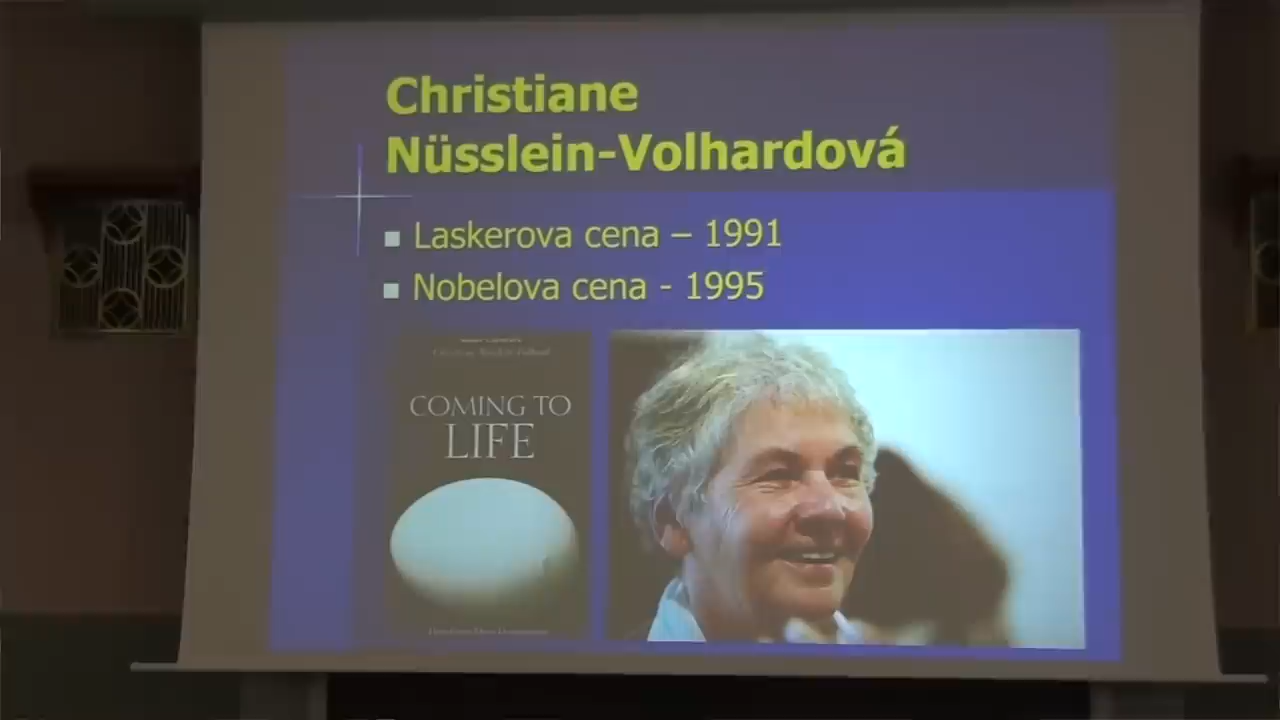 Christiane
Nüsslein-Volhardová
Laskerova cena – 1991
Nobelova cena - 1995
COMING TO
LIFE